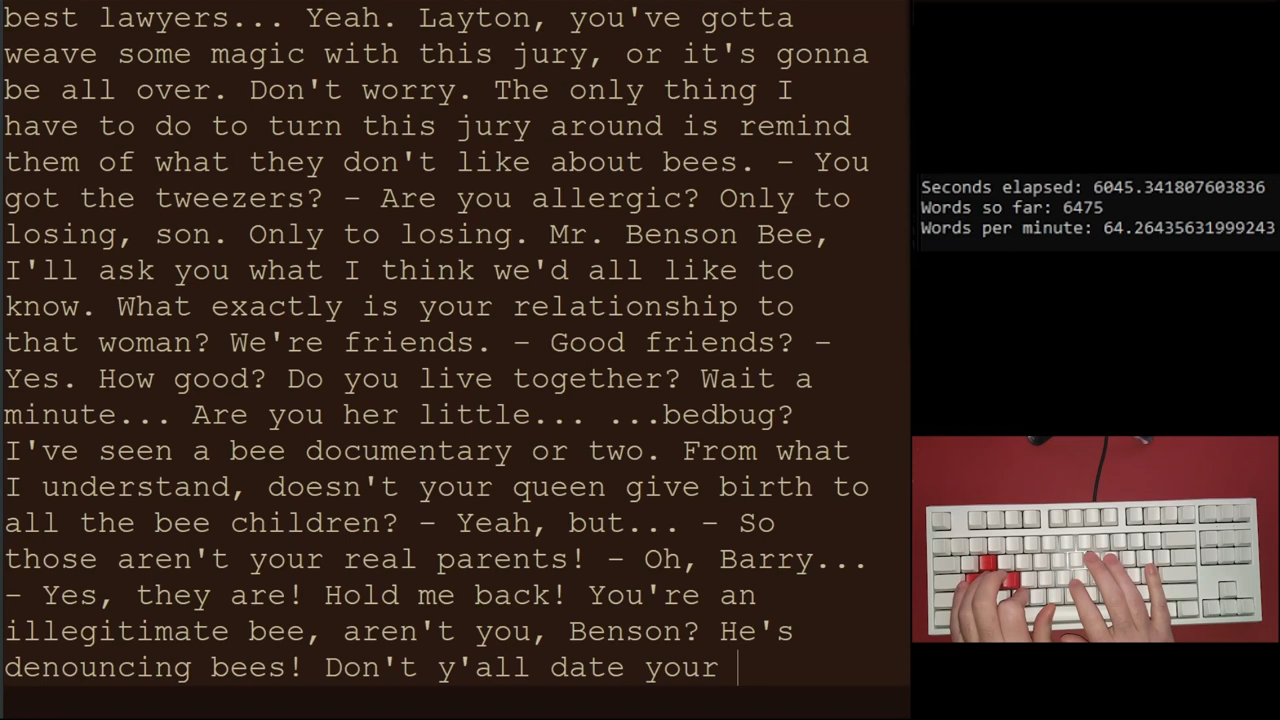 best lawyers... Yeah. Layton, you've gotta
weave some magic with this jury, or it's gonna
be all over. Don't worry. The only thing I
have to do to turn this jury around is remind
them of what they don't like about bees. - You
got the tweezers? - Are you allergic? Only to
losing, son. Only to losing. Mr. Benson Bee,
I'll ask you what I think we'd all like to
know. What exactly is your relationship to
that woman? We're friends. - Good friends? -
Yes. How good? Do you live together? Wait a
minute... Are you her little... ...bedbug?
I've seen a bee documentary or two. From what
I understand, doesn't your queen give birth to
all the bee children? - Yeah, but... - So
those aren't your real parents! - Oh, Barry...
- Yes, they are! Hold me back! You're an
illegitimate bee, aren't you, Benson? He's
denouncing bees! Don't y'all date your
Seconds elapsed: 6045.341807603836
Words so far: 6475
Words per minute: 64.26435631999243